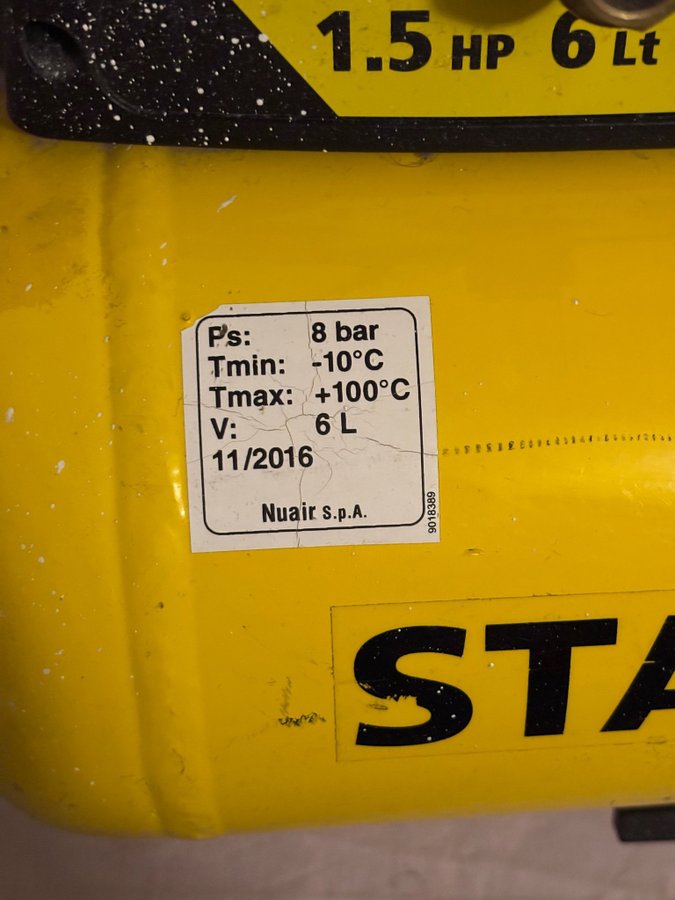 1.5 HP 6 Lt
Ps: 8 bar
Tmin: -10°C
Tmax: +100°C
V: 6 L
11/2016
Nuair S.p.A.
9018389
STA